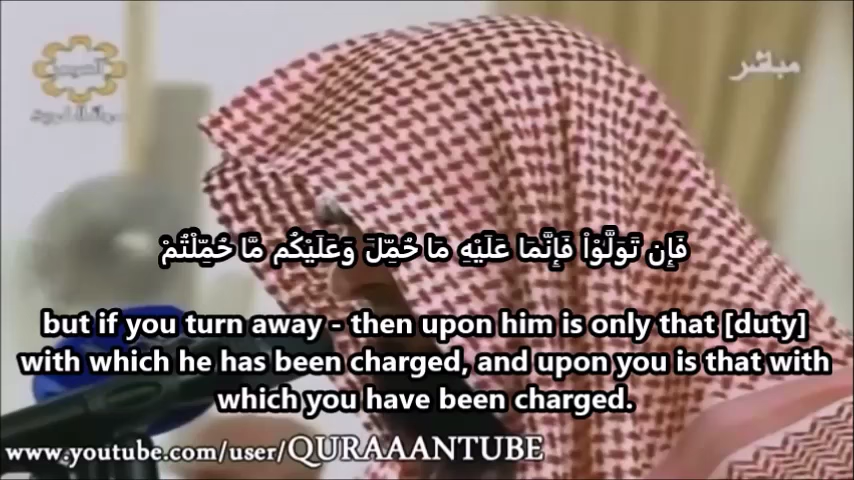 مباشر
فَإِن تَوَلَّوْا۟ فَإِنَّمَا عَلَيْهِ مَا حُمِّلَ وَعَلَيْكُم مَّا حُمِّلْتُمْ
but if you turn away - then upon him is only that [duty]
with which he has been charged, and upon you is that with
which you have been charged.
www.youtube.com/user/QURAAANTUBE